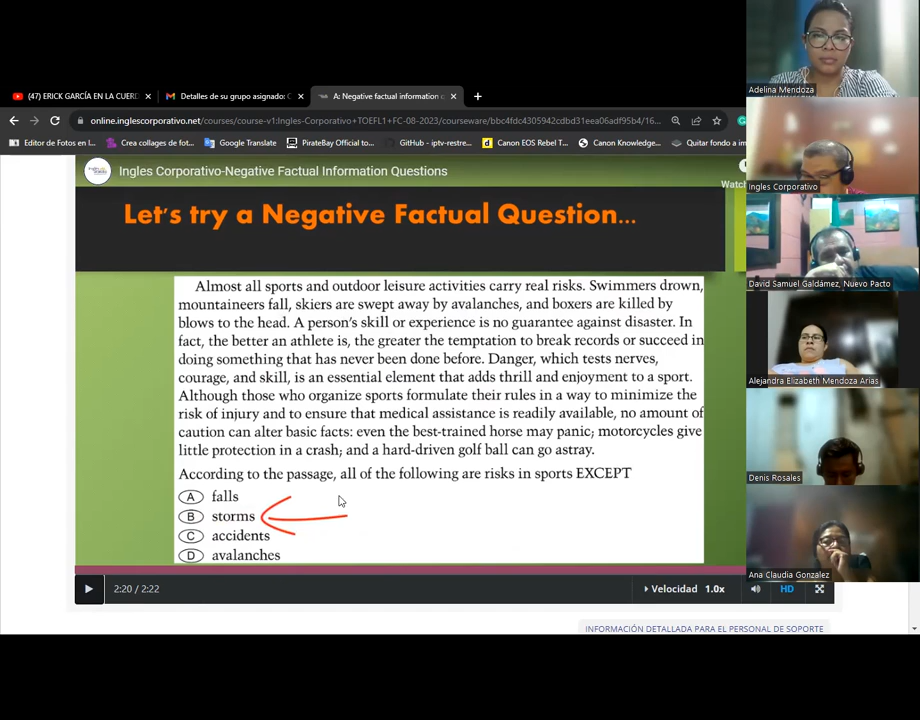 (47) ERICK GARCÍA EN LA CUER
Detalles de su grupo asignado: C
A: Negative factual information q
online.inglescorporativo.net/courses/course-v1:Ingles-Corporativo+TOEFL1+FC-08-2023/courseware/bbc4fdc4305942cdbd31eea06adf95b4/16...
Editor de Fotos en l...
Crea collages de fot...
Google Translate
PirateBay Official to...
GitHub - iptv-restre...
Canon EOS Rebel T...
Canon Knowledge...
Quitar fondo a im
Ingles Corporativo-Negative Factual Information Questions
Watch
Let's try a Negative Factual Question...
Almost all sports and outdoor leisure activities carry real risks. Swimmers drown,
mountaineers fall, skiers are swept away by avalanches, and boxers are killed by
blows to the head. A person's skill or experience is no guarantee against disaster. In
fact, the better an athlete is, the greater the temptation to break records or succeed in
doing something that has never been done before. Danger, which tests nerves,
courage, and skill, is an essential element that adds thrill and enjoyment to a sport.
Although those who organize sports formulate their rules in a way to minimize the
risk of injury and to ensure that medical assistance is readily available, no amount of
caution can alter basic facts: even the best-trained horse may panic; motorcycles give
little protection in a crash; and a hard-driven golf ball can go astray.
According to the passage, all of the following are risks in sports EXCEPT
A falls
B storms
C accidents
D avalanches
2:20 / 2:22
Velocidad 1.0x
HD
INFORMACIÓN DETALLADA PARA EL PERSONAL DE SOPORTE
Adelina Mendoza
Ingles Corporativo
David Samuel Galdámez, Nuevo Pacto
Alejandra Elizabeth Mendoza Arias
Denis Rosales
Ana Claudia González